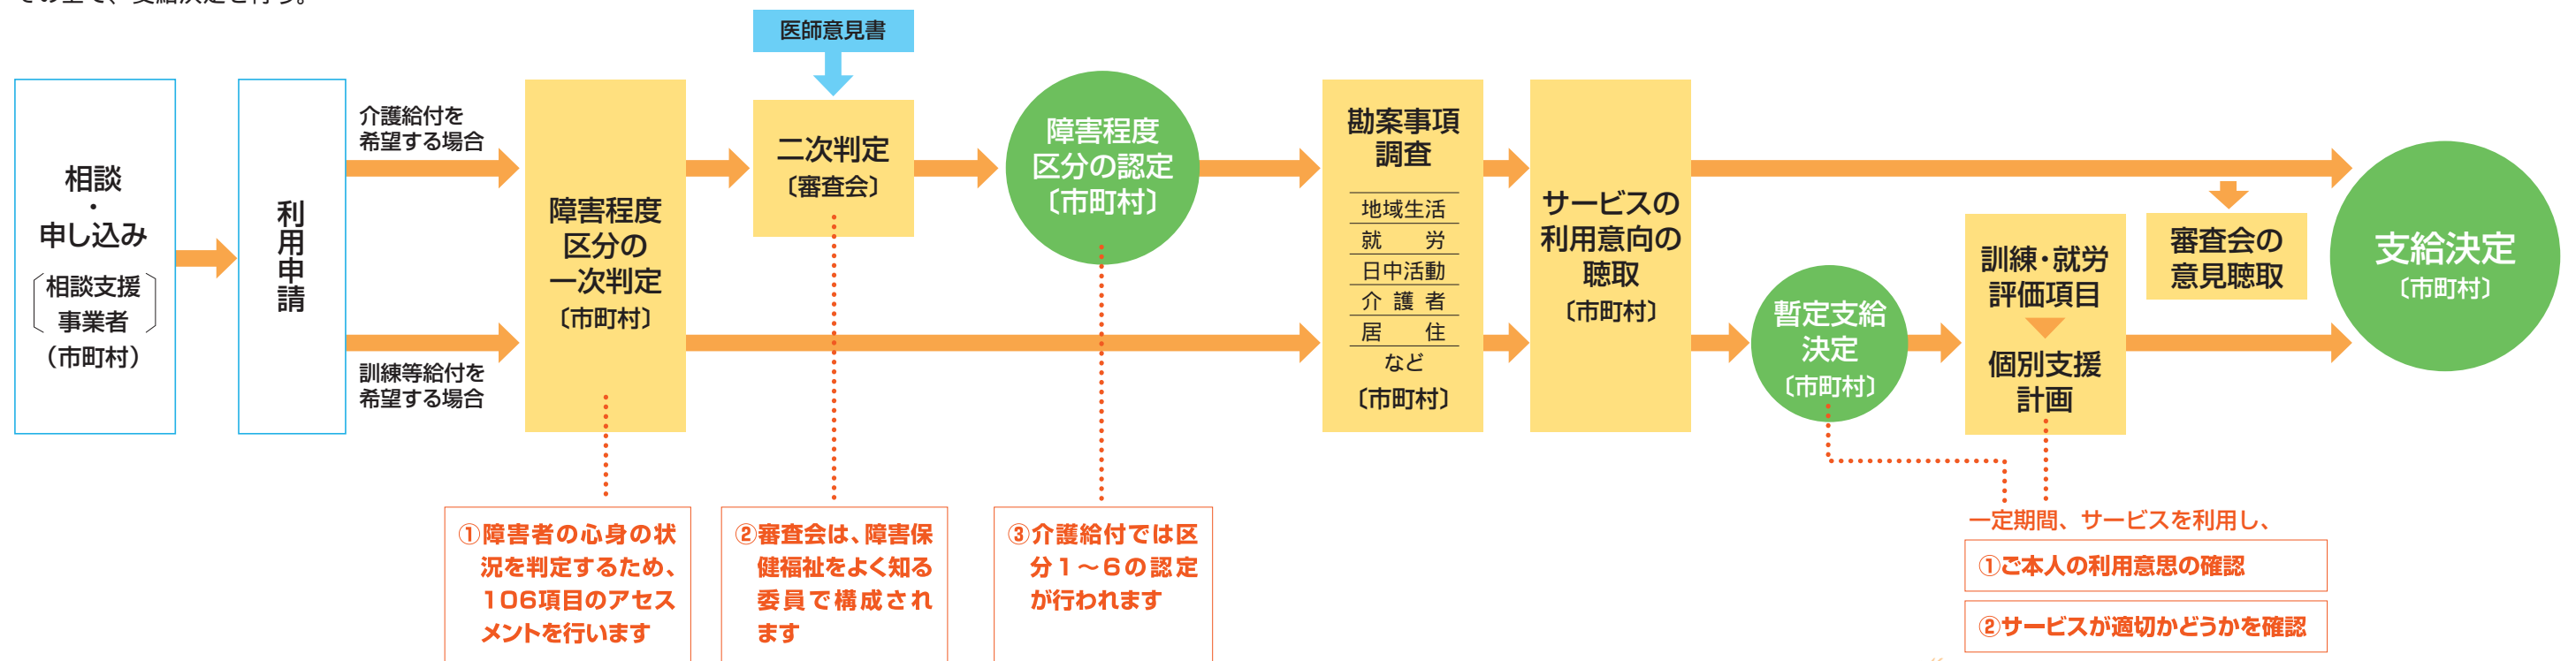 その上で、支給決定を行う。
医師意見書
相談
・
申し込み
〔相談支援
事業者〕
（市町村）
利用申請
介護給付を
希望する場合
訓練等給付を
希望する場合
障害程度
区分の
一次判定
〔市町村〕
二次判定
〔審査会〕
障害程度
区分の認定
〔市町村〕
勘案事項
調査
地域生活
就労
日中活動
介護者
居住
など
〔市町村〕
サービスの
利用意向の
聴取
〔市町村〕
暫定支給
決定
〔市町村〕
訓練・就労
評価項目
個別支援
計画
審査会の
意見聴取
支給決定
〔市町村〕
①障害者の心身の状
況を判定するため、
106項目のアセス
メントを行います
②審査会は、障害保
健福祉をよく知る
委員で構成され
ます
③介護給付では区
分1～6の認定
が行われます
一定期間、サービスを利用し、
①ご本人の利用意思の確認
②サービスが適切かどうかを確認